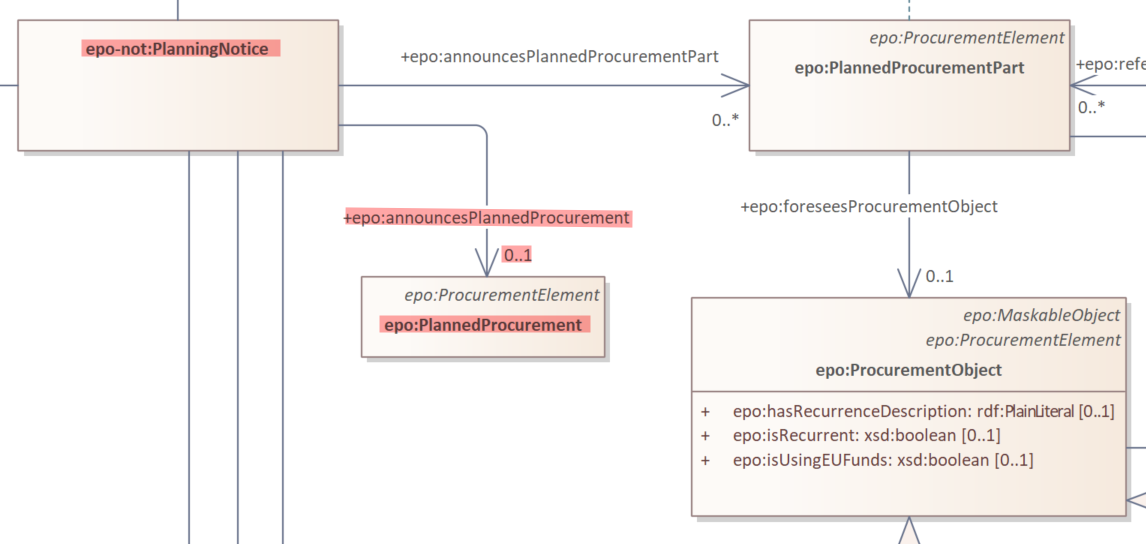 epo-not:PlanningNotice
+epo:announcesPlannedProcurementPart
0..*
epo:ProcurementElement
epo:PlannedProcurementPart
+epo:refe
0..*
+epo:announcesPlannedProcurement
0..1
epo:ProcurementElement
epo:PlannedProcurement
+epo:foreseesProcurementObject
0..1
epo:MaskableObject
epo:ProcurementElement
epo:ProcurementObject
+ epo:hasRecurrenceDescription: rdf:PlainLiteral [0..1]
+ epo:isRecurrent: xsd:boolean [0..1]
+ epo:isUsingEUFunds: xsd:boolean [0..1]